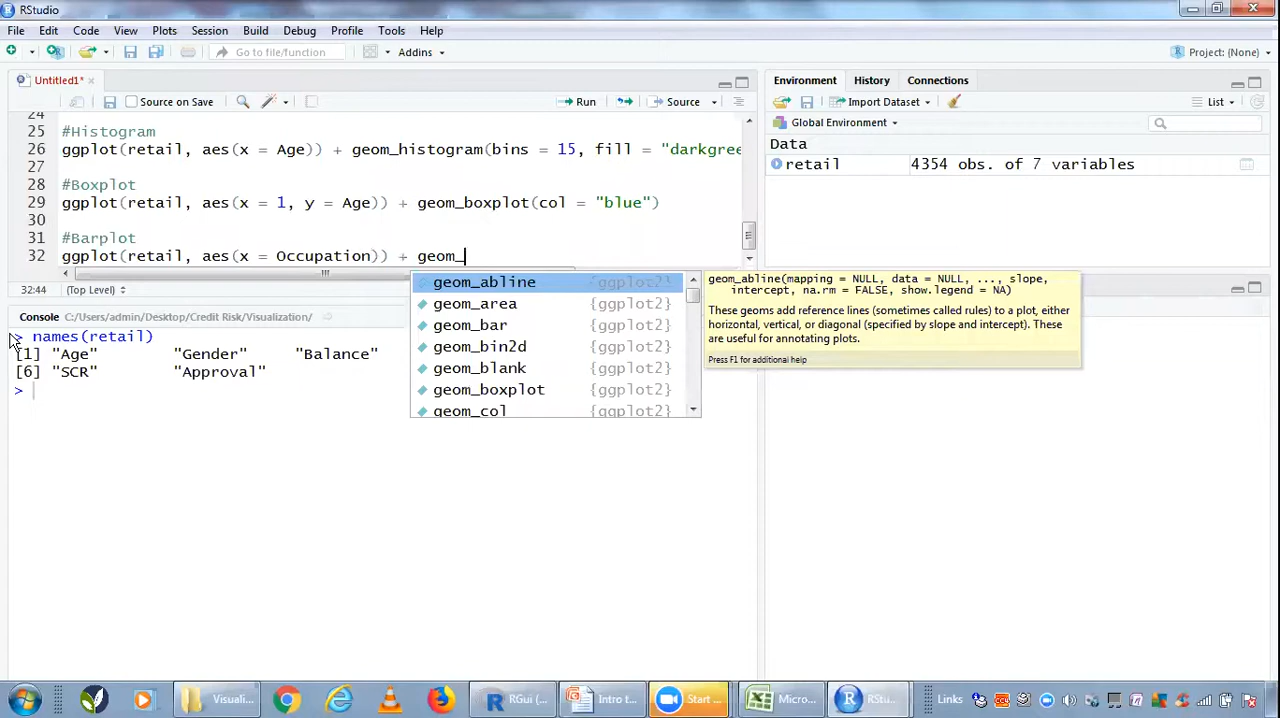 RStudio
File Edit Code View Plots Session Build Debug Profile Tools Help
Go to file/function Addins Project: (None)
Untitled1*
Source on Save Run Source
24
25 #Histogram
26 ggplot(retail, aes(x = Age)) + geom_histogram(bins = 15, fill = "darkgree
27
28 #Boxplot
29 ggplot(retail, aes(x = 1, y = Age)) + geom_boxplot(col = "blue")
30
31 #Barplot
32 ggplot(retail, aes(x = Occupation)) + geom_
32:44 (Top Level)
geom_abline {ggplot2}
geom_area {ggplot2}
geom_bar {ggplot2}
geom_bin2d {ggplot2}
geom_blank {ggplot2}
geom_boxplot {ggplot2}
geom_col {ggplot2}
geom_abline(mapping = NULL, data = NULL, ..., slope,
intercept, na.rm = FALSE, show.legend = NA)
These geoms add reference lines (sometimes called rules) to a plot, either
horizontal, vertical, or diagonal (specified by slope and intercept). These
are useful for annotating plots.
Press F1 for additional help
Console C:/Users/admin/Desktop/Credit Risk/Visualization/
> names(retail)
[1] "Age" "Gender" "Balance"
[6] "SCR" "Approval"
>
Environment History Connections
Import Dataset List
Global Environment
Data
retail 4354 obs. of 7 variables
Visuali... RGui (... Intro t... Start ... Micro... RStu... Links